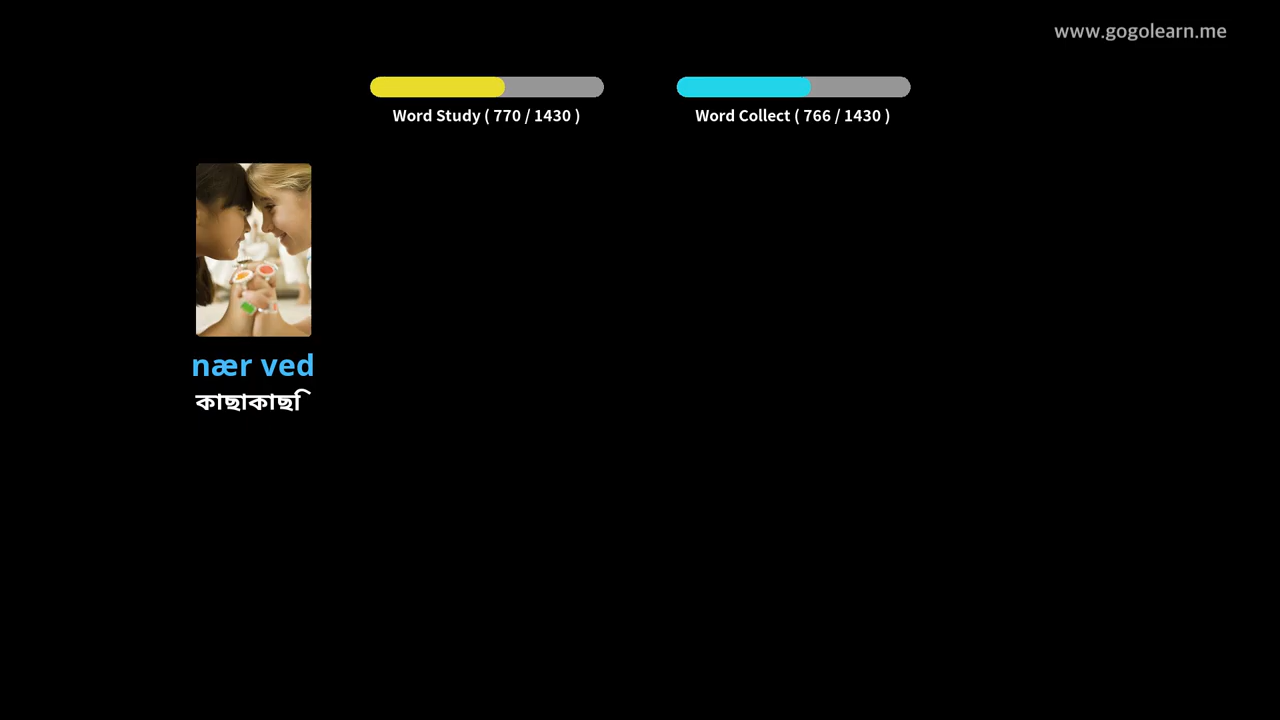 www.gogolearn.me
Word Study ( 770 / 1430 )
Word Collect ( 766 / 1430 )
nær ved
কাছাকাছি